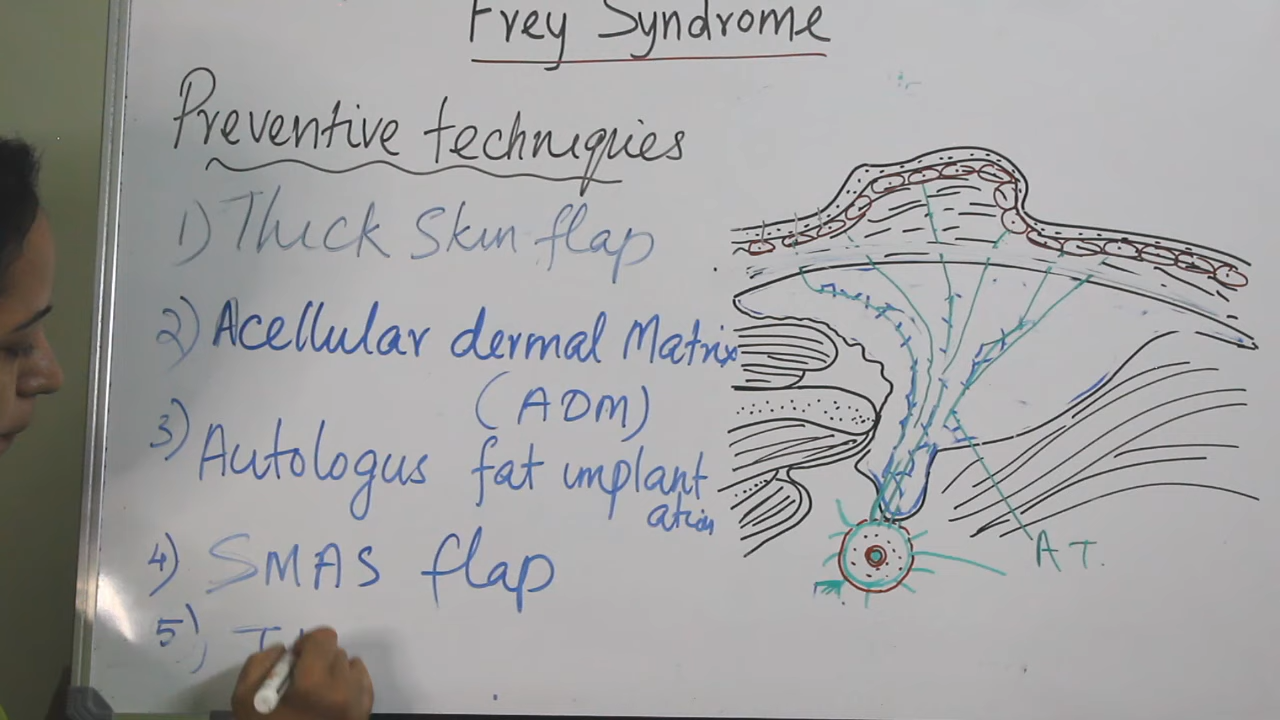 Frey Syndrome
Preventive techniques
1) Thick Skin flap
2) Acellular dermal Matrix
(ADM)
3) Autologus fat implant
ation
4) SMAS flap
5)
A T.